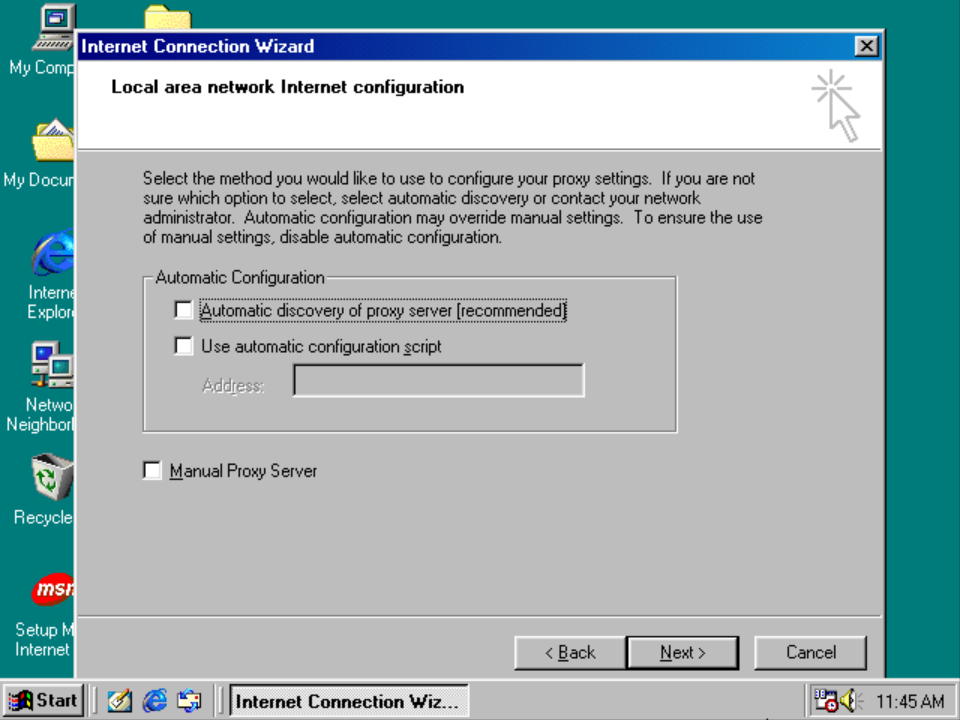 My Comp
Internet Connection Wizard
Local area network Internet configuration
My Docur
Select the method you would like to use to configure your proxy settings. If you are not
sure which option to select, select automatic discovery or contact your network
administrator. Automatic configuration may override manual settings. To ensure the use
of manual settings, disable automatic configuration.
Automatic Configuration
Interne
Explor
Automatic discovery of proxy server [recommended]
Use automatic configuration script
Address:
Netwo
Neighborl
Manual Proxy Server
Recycle
msn
Setup M
Internet
< Back
Next >
Cancel
Start
Internet Connection Wiz...
11:45 AM